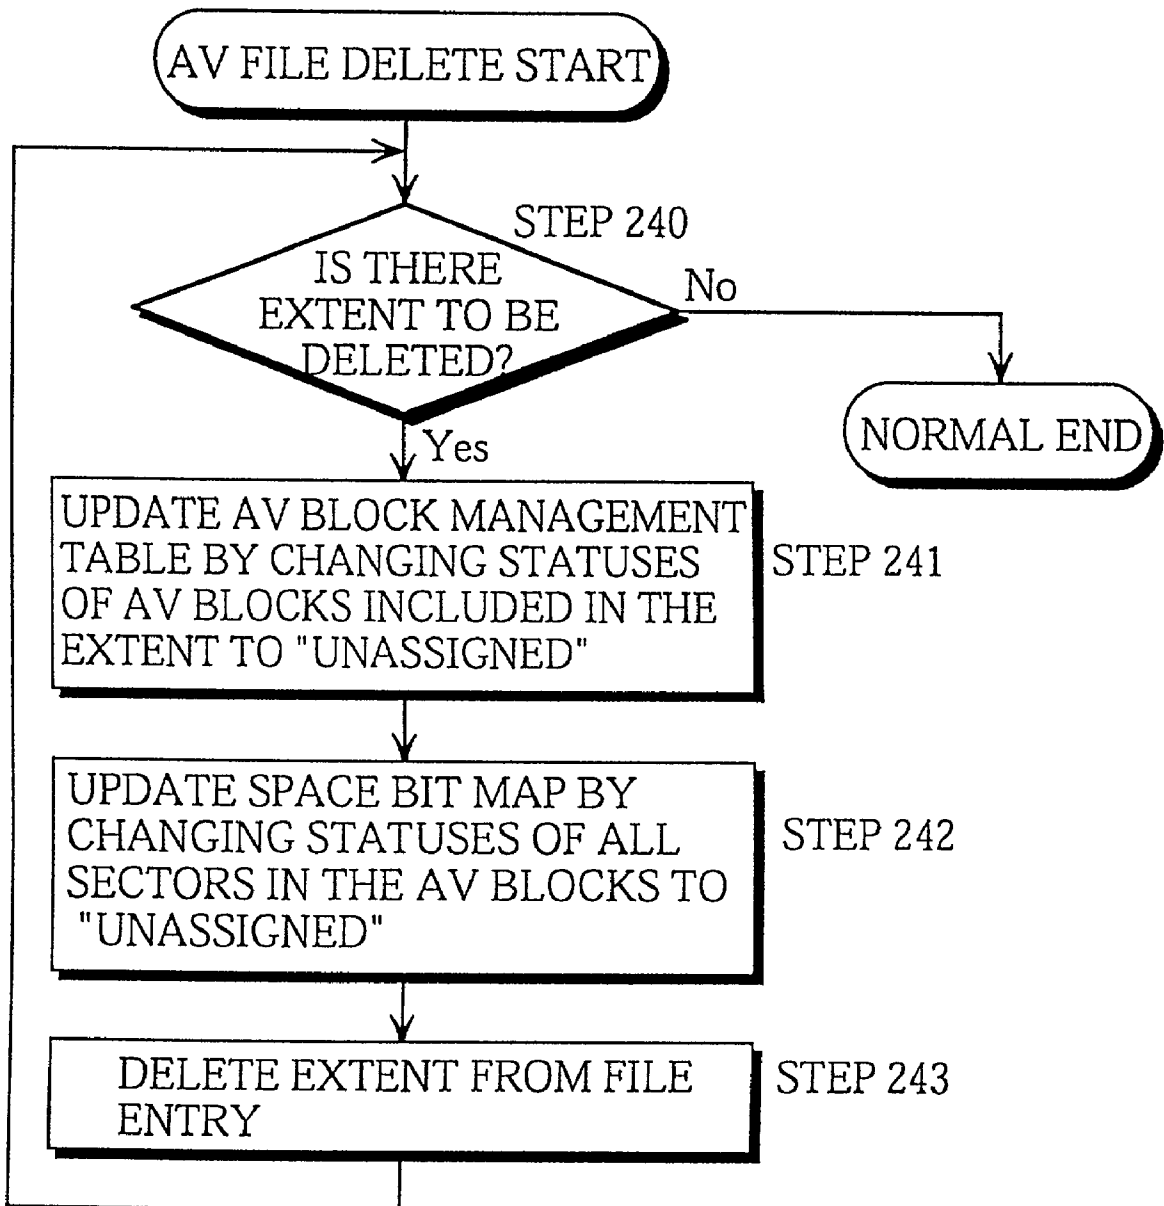 AV FILE DELETE START
STEP 240
IS THERE
EXTENT TO BE
DELETED?
No
NORMAL END
Yes
UPDATE AV BLOCK MANAGEMENT
TABLE BY CHANGING STATUSES
OF AV BLOCKS INCLUDED IN THE
EXTENT TO "UNASSIGNED"
STEP 241
UPDATE SPACE BIT MAP BY
CHANGING STATUSES OF ALL
SECTORS IN THE AV BLOCKS TO
"UNASSIGNED"
STEP 242
DELETE EXTENT FROM FILE
ENTRY
STEP 243